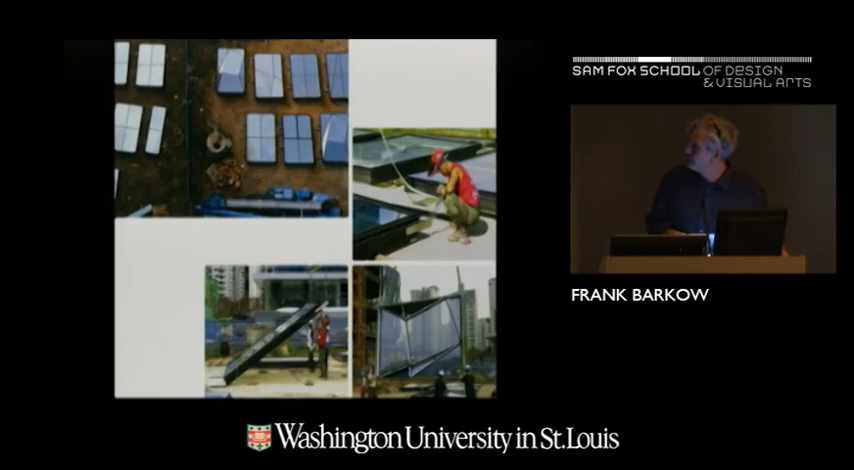 SAM FOX SCHOOL OF DESIGN
& VISUAL ARTS
FRANK BARKOW
Washington University in St. Louis